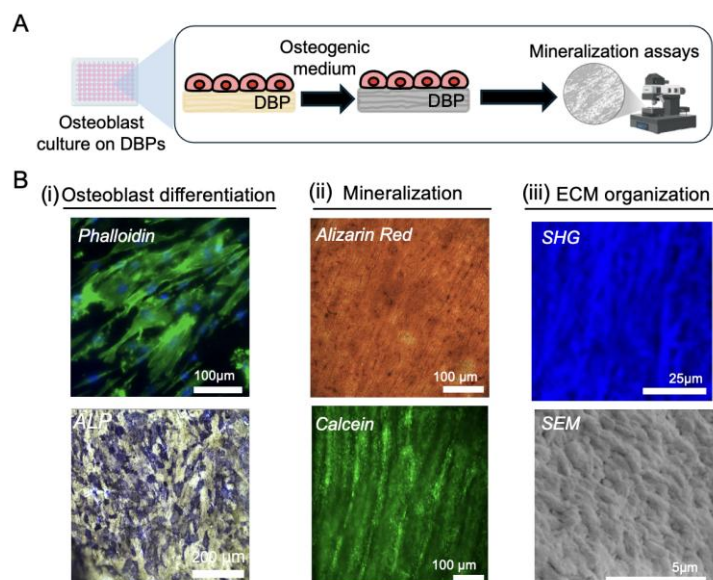 A
Osteoblast
culture on DBPs
DBP
Osteogenic
medium
DBP
Mineralization assays
B
(i) Osteoblast differentiation
(ii) Mineralization
(iii) ECM organization
Phalloidin
100μm
Alizarin Red
100 μm
SHG
25μm
ALP
200 μm
Calcein
100 μm
SEM
5μm